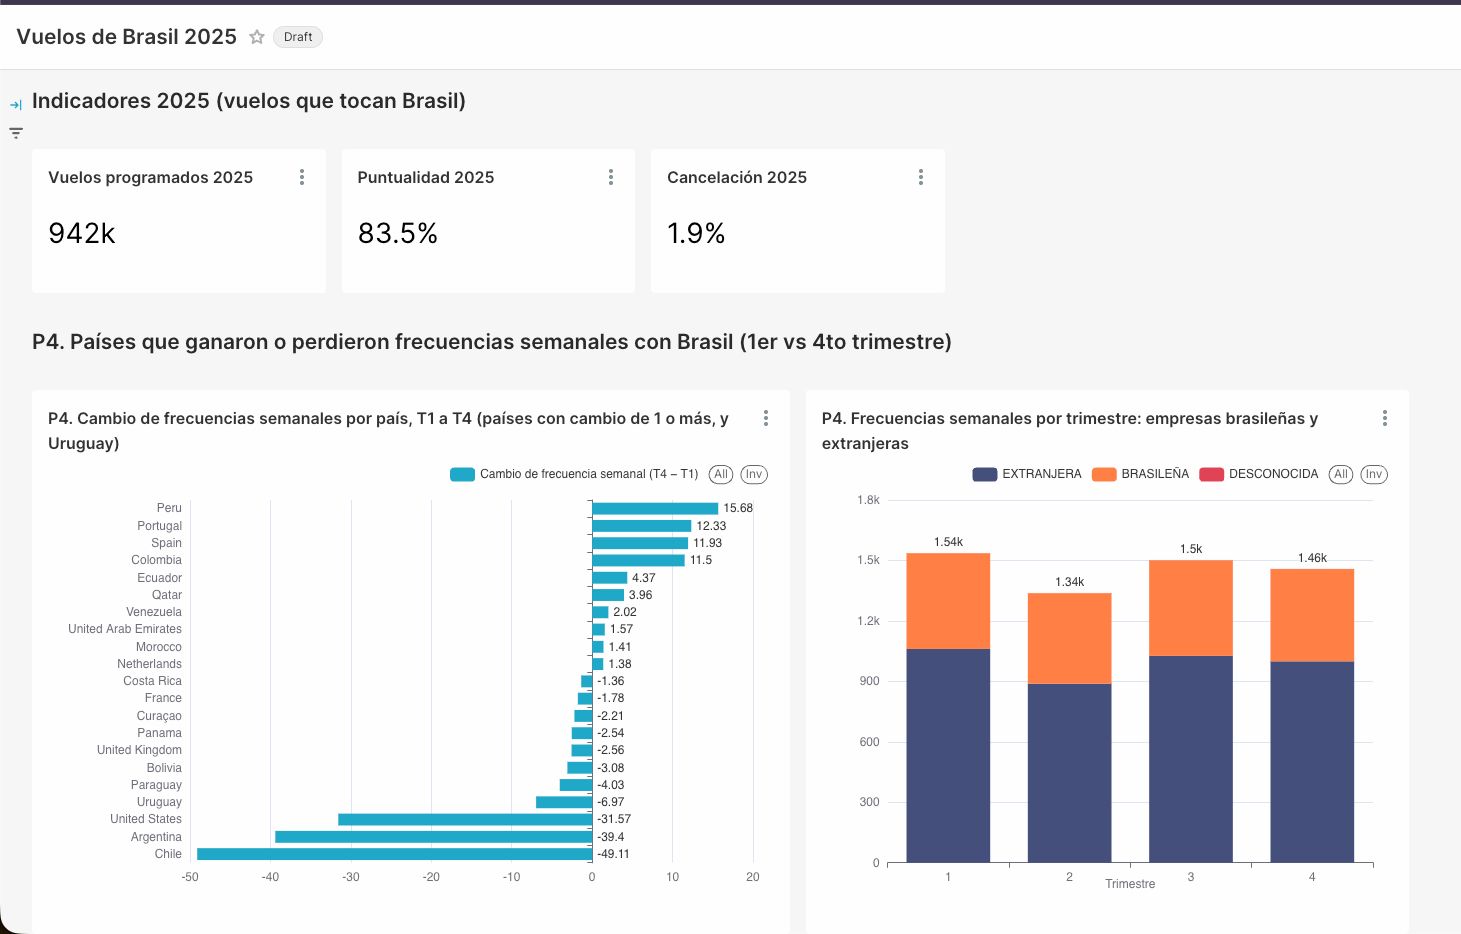 Vuelos de Brasil 2025
Draft
Indicadores 2025 (vuelos que tocan Brasil)
Vuelos programados 2025
942k
Puntualidad 2025
83.5%
Cancelación 2025
1.9%
P4. Países que ganaron o perdieron frecuencias semanales con Brasil (1er vs 4to trimestre)
P4. Cambio de frecuencias semanales por país, T1 a T4 (países con cambio de 1 o más, y
Uruguay)
Cambio de frecuencia semanal (T4 – T1) All Inv
Peru 15.68
Portugal 12.33
Spain 11.93
Colombia 11.5
Ecuador 4.37
Qatar 3.96
Venezuela 2.02
United Arab Emirates 1.57
Morocco 1.41
Netherlands 1.38
Costa Rica -1.36
France -1.78
Curaçao -2.21
Panama -2.54
United Kingdom -2.56
Bolivia -3.08
Paraguay -4.03
Uruguay -6.97
United States -31.57
Argentina -39.4
Chile -49.11
-50 -40 -30 -20 -10 0 10 20
P4. Frecuencias semanales por trimestre: empresas brasileñas y
extranjeras
EXTRANJERA BRASILEÑA DESCONOCIDA All Inv
1.8k
1.5k
1.2k
900
600
300
0
1.54k
1.34k
1.5k
1.46k
1 2 3 4
Trimestre